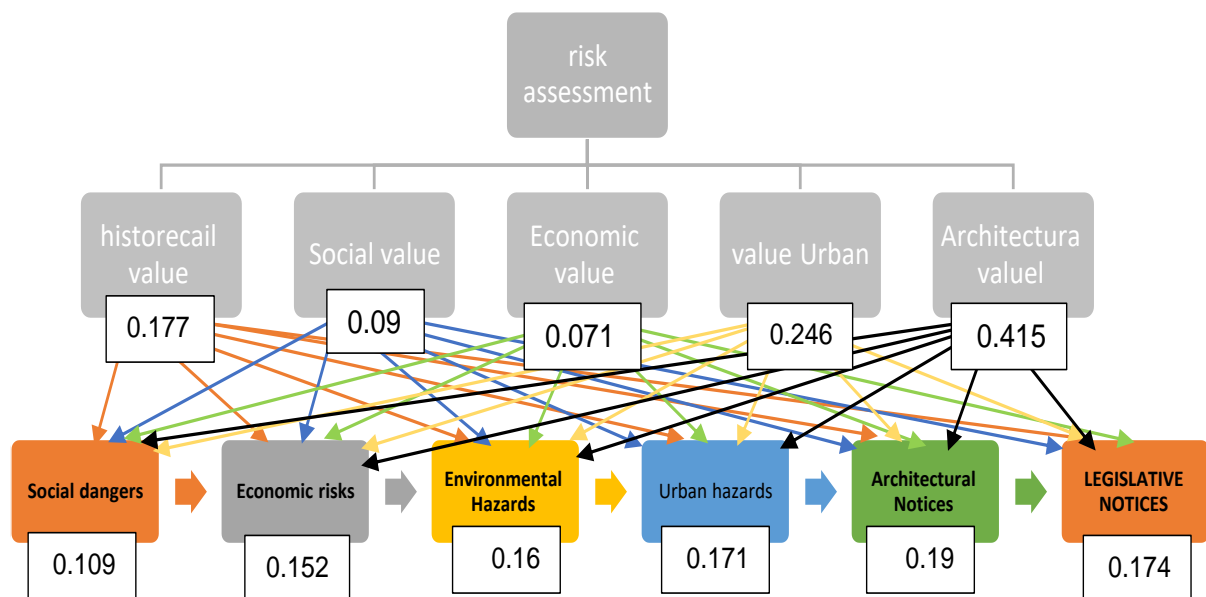 risk
assessment
historecail
value
Social value
Economic
value
value Urban
Architectura
valuel
0.177
0.09
0.071
0.246
0.415
Social dangers
Economic risks
Environmental
Hazards
Urban hazards
Architectural
Notices
LEGISLATIVE
NOTICES
0.109
0.152
0.16
0.171
0.19
0.174